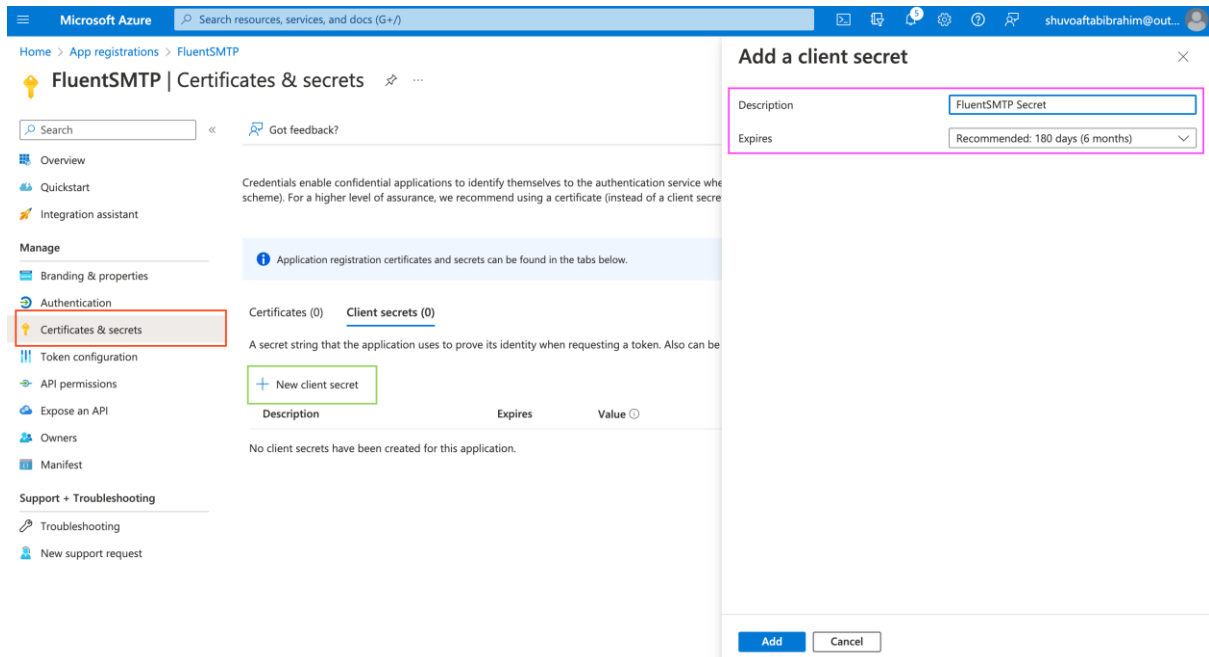 Microsoft Azure
Search resources, services, and docs (G+/)
5
shuvoaftabibrahim@out...
Home > App registrations > FluentSMTP
FluentSMTP | Certificates & secrets
...
Search
«
Overview
Quickstart
Integration assistant
Manage
Branding & properties
Authentication
Certificates & secrets
Token configuration
API permissions
Expose an API
Owners
Manifest
Support + Troubleshooting
Troubleshooting
New support request
Got feedback?
Credentials enable confidential applications to identify themselves to the authentication service whe
scheme). For a higher level of assurance, we recommend using a certificate (instead of a client secre
Application registration certificates and secrets can be found in the tabs below.
Certificates (0) Client secrets (0)
A secret string that the application uses to prove its identity when requesting a token. Also can be
+ New client secret
Description Expires Value
No client secrets have been created for this application.
Add a client secret
Description FluentSMTP Secret
Expires Recommended: 180 days (6 months)
Add Cancel